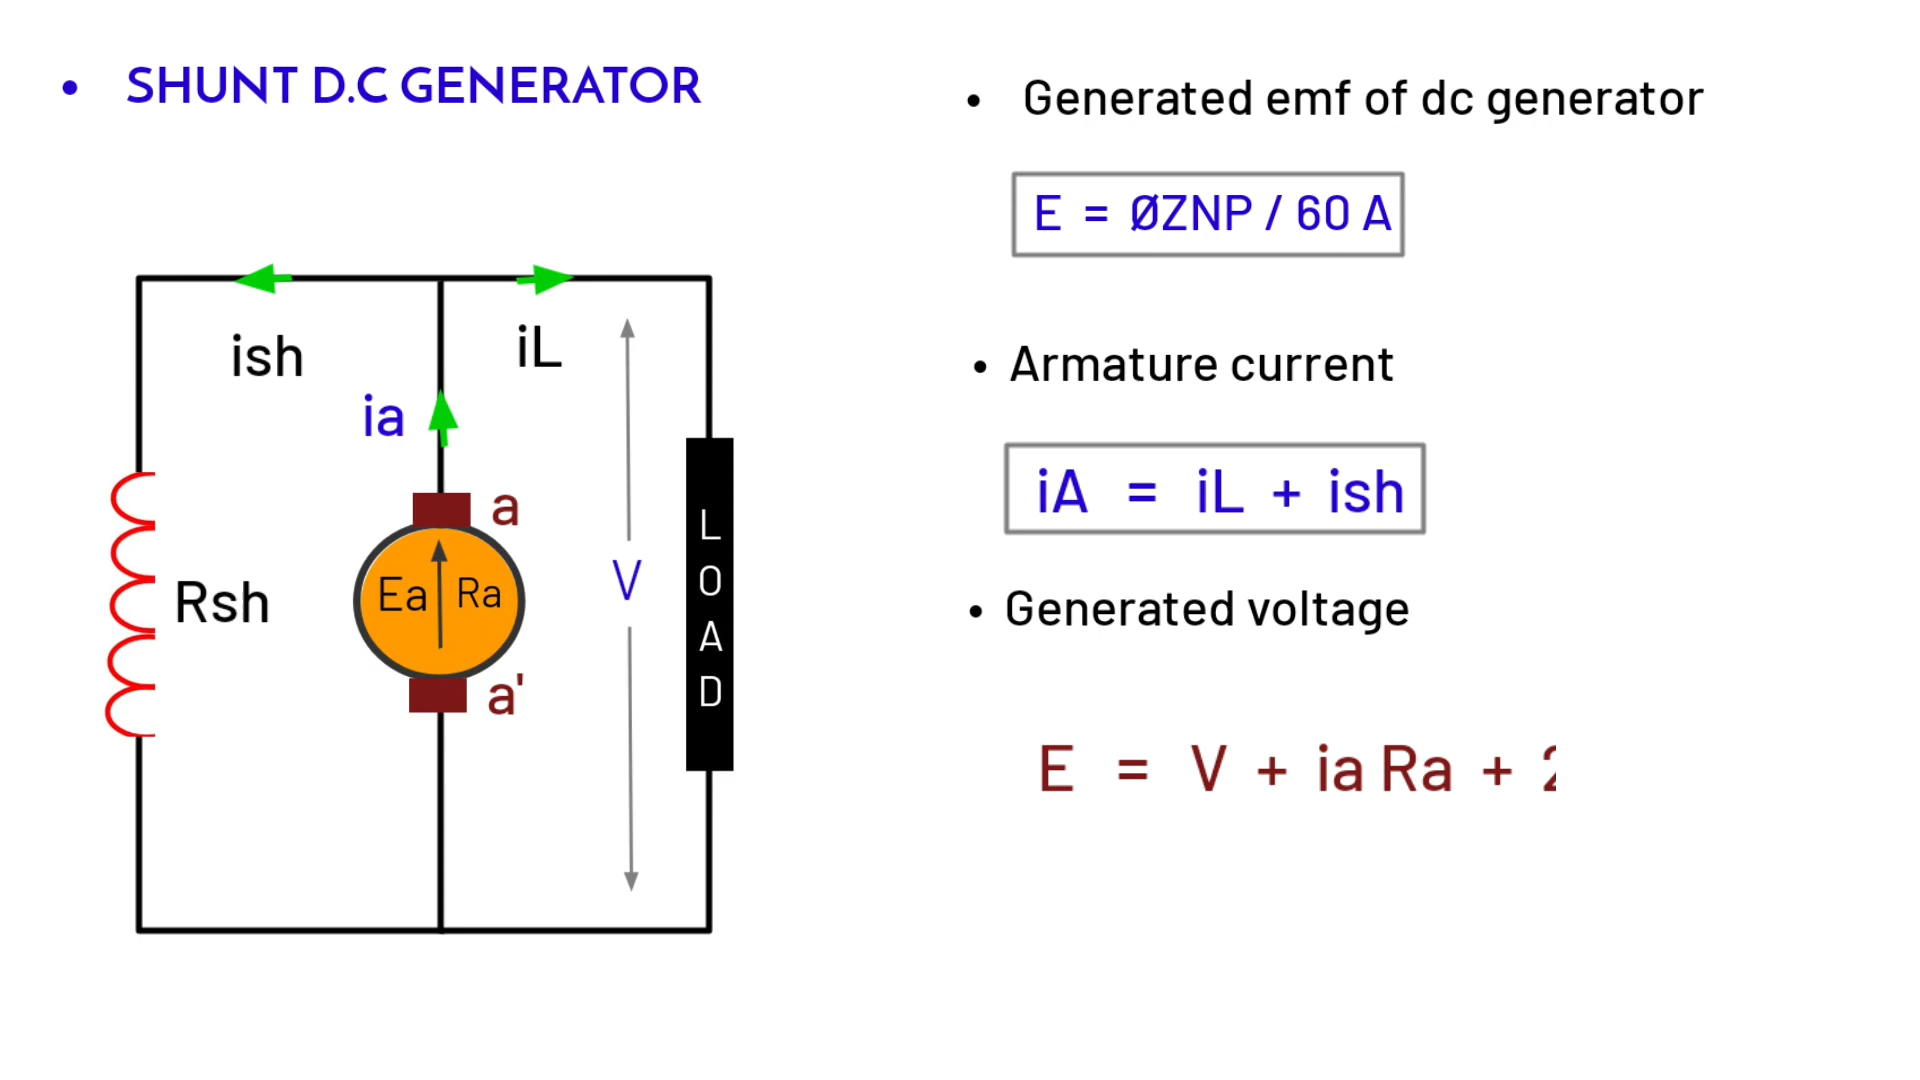 • SHUNT D.C GENERATOR
ish
iL
ia
a
Rsh
Ea
Ra
V
L
O
A
D
a'
• Generated emf of dc generator
E = ØZNP / 60 A
• Armature current
iA = iL + ish
• Generated voltage
E = V + ia Ra +